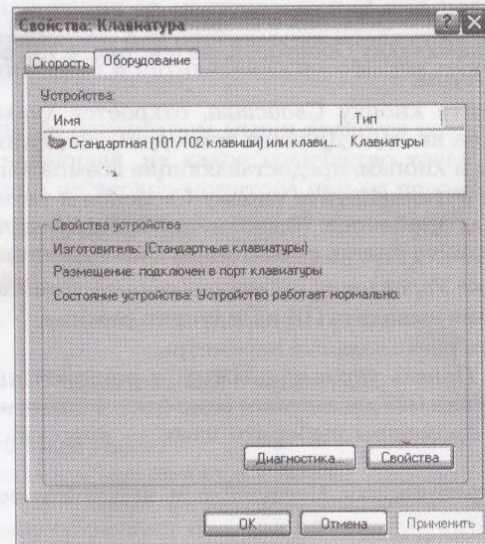 Свойства: Клавиатура
Скорость Оборудование
Устройства:
Имя Тип
Стандартная (101/102 клавиши) или клави... Клавиатуры
Свойства устройства
Изготовитель: (Стандартные клавиатуры)
Размещение: подключен в порт клавиатуры
Состояние устройства: Устройство работает нормально.
Диагностика... Свойства
OK Отмена Применить